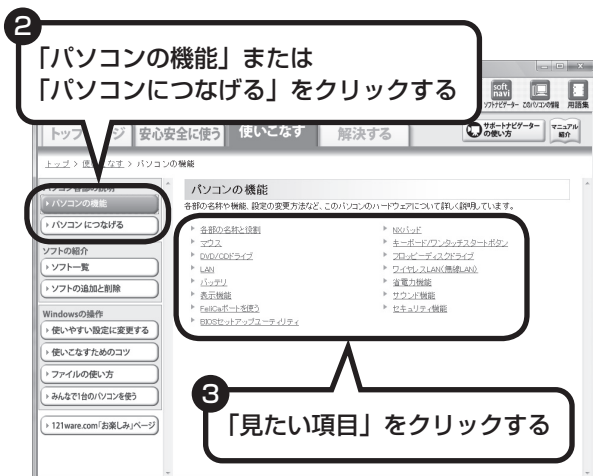 2
「パソコンの機能」または
「パソコンにつなげる」をクリックする
soft navi
ソフトナビゲーター このパソコンの情報 用語集
安心安全に使う 使いこなす 解決する
サポートナビゲーターの使い方
マニュアル紹介
トップ > 使いこなす > パソコンの機能
パソコン各部の説明
パソコンの機能
パソコンにつなげる
ソフトの紹介
ソフト一覧
ソフトの追加と削除
Windowsの操作
使いやすい設定に変更する
使いこなすためのコツ
ファイルの使い方
みんなで1台のパソコンを使う
121ware.com「お楽しみ」ページ
パソコンの機能
各部の名称や機能、設定の変更方法など、このパソコンのハードウェアについて詳しく説明しています。
各部の名称と役割
マウス
DVD/CDドライブ
LAN
バッテリ
表示機能
FeliCaポートを使う
BIOSセットアップユーティリティ
NXパッド
キーボード/ワンタッチスタートボタン
フロッピーディスクドライブ
ワイヤレスLAN(無線LAN)
省電力機能
サウンド機能
セキュリティ機能
3
「見たい項目」をクリックする